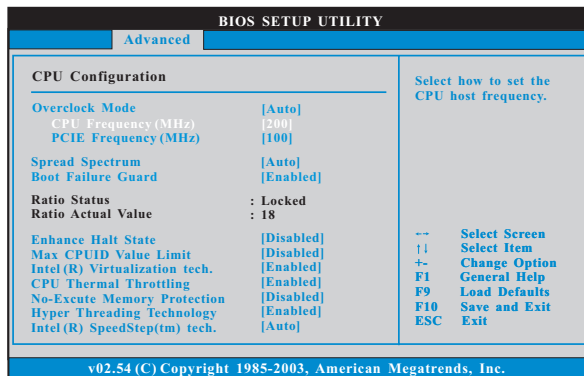 BIOS SETUP UTILITY
Advanced
CPU Configuration
Overclock Mode [Auto]
CPU Frequency (MHz) [200]
PCIE Frequency (MHz) [100]
Spread Spectrum [Auto]
Boot Failure Guard [Enabled]
Ratio Status : Locked
Ratio Actual Value : 18
Enhance Halt State [Disabled]
Max CPUID Value Limit [Disabled]
Intel (R) Virtualization tech. [Enabled]
CPU Thermal Throttling [Enabled]
No-Excute Memory Protection [Disabled]
Hyper Threading Technology [Enabled]
Intel (R) SpeedStep(tm) tech. [Auto]
Select how to set the
CPU host frequency.
←→ Select Screen
↑↓ Select Item
+- Change Option
F1 General Help
F9 Load Defaults
F10 Save and Exit
ESC Exit
v02.54 (C) Copyright 1985-2003, American Megatrends, Inc.